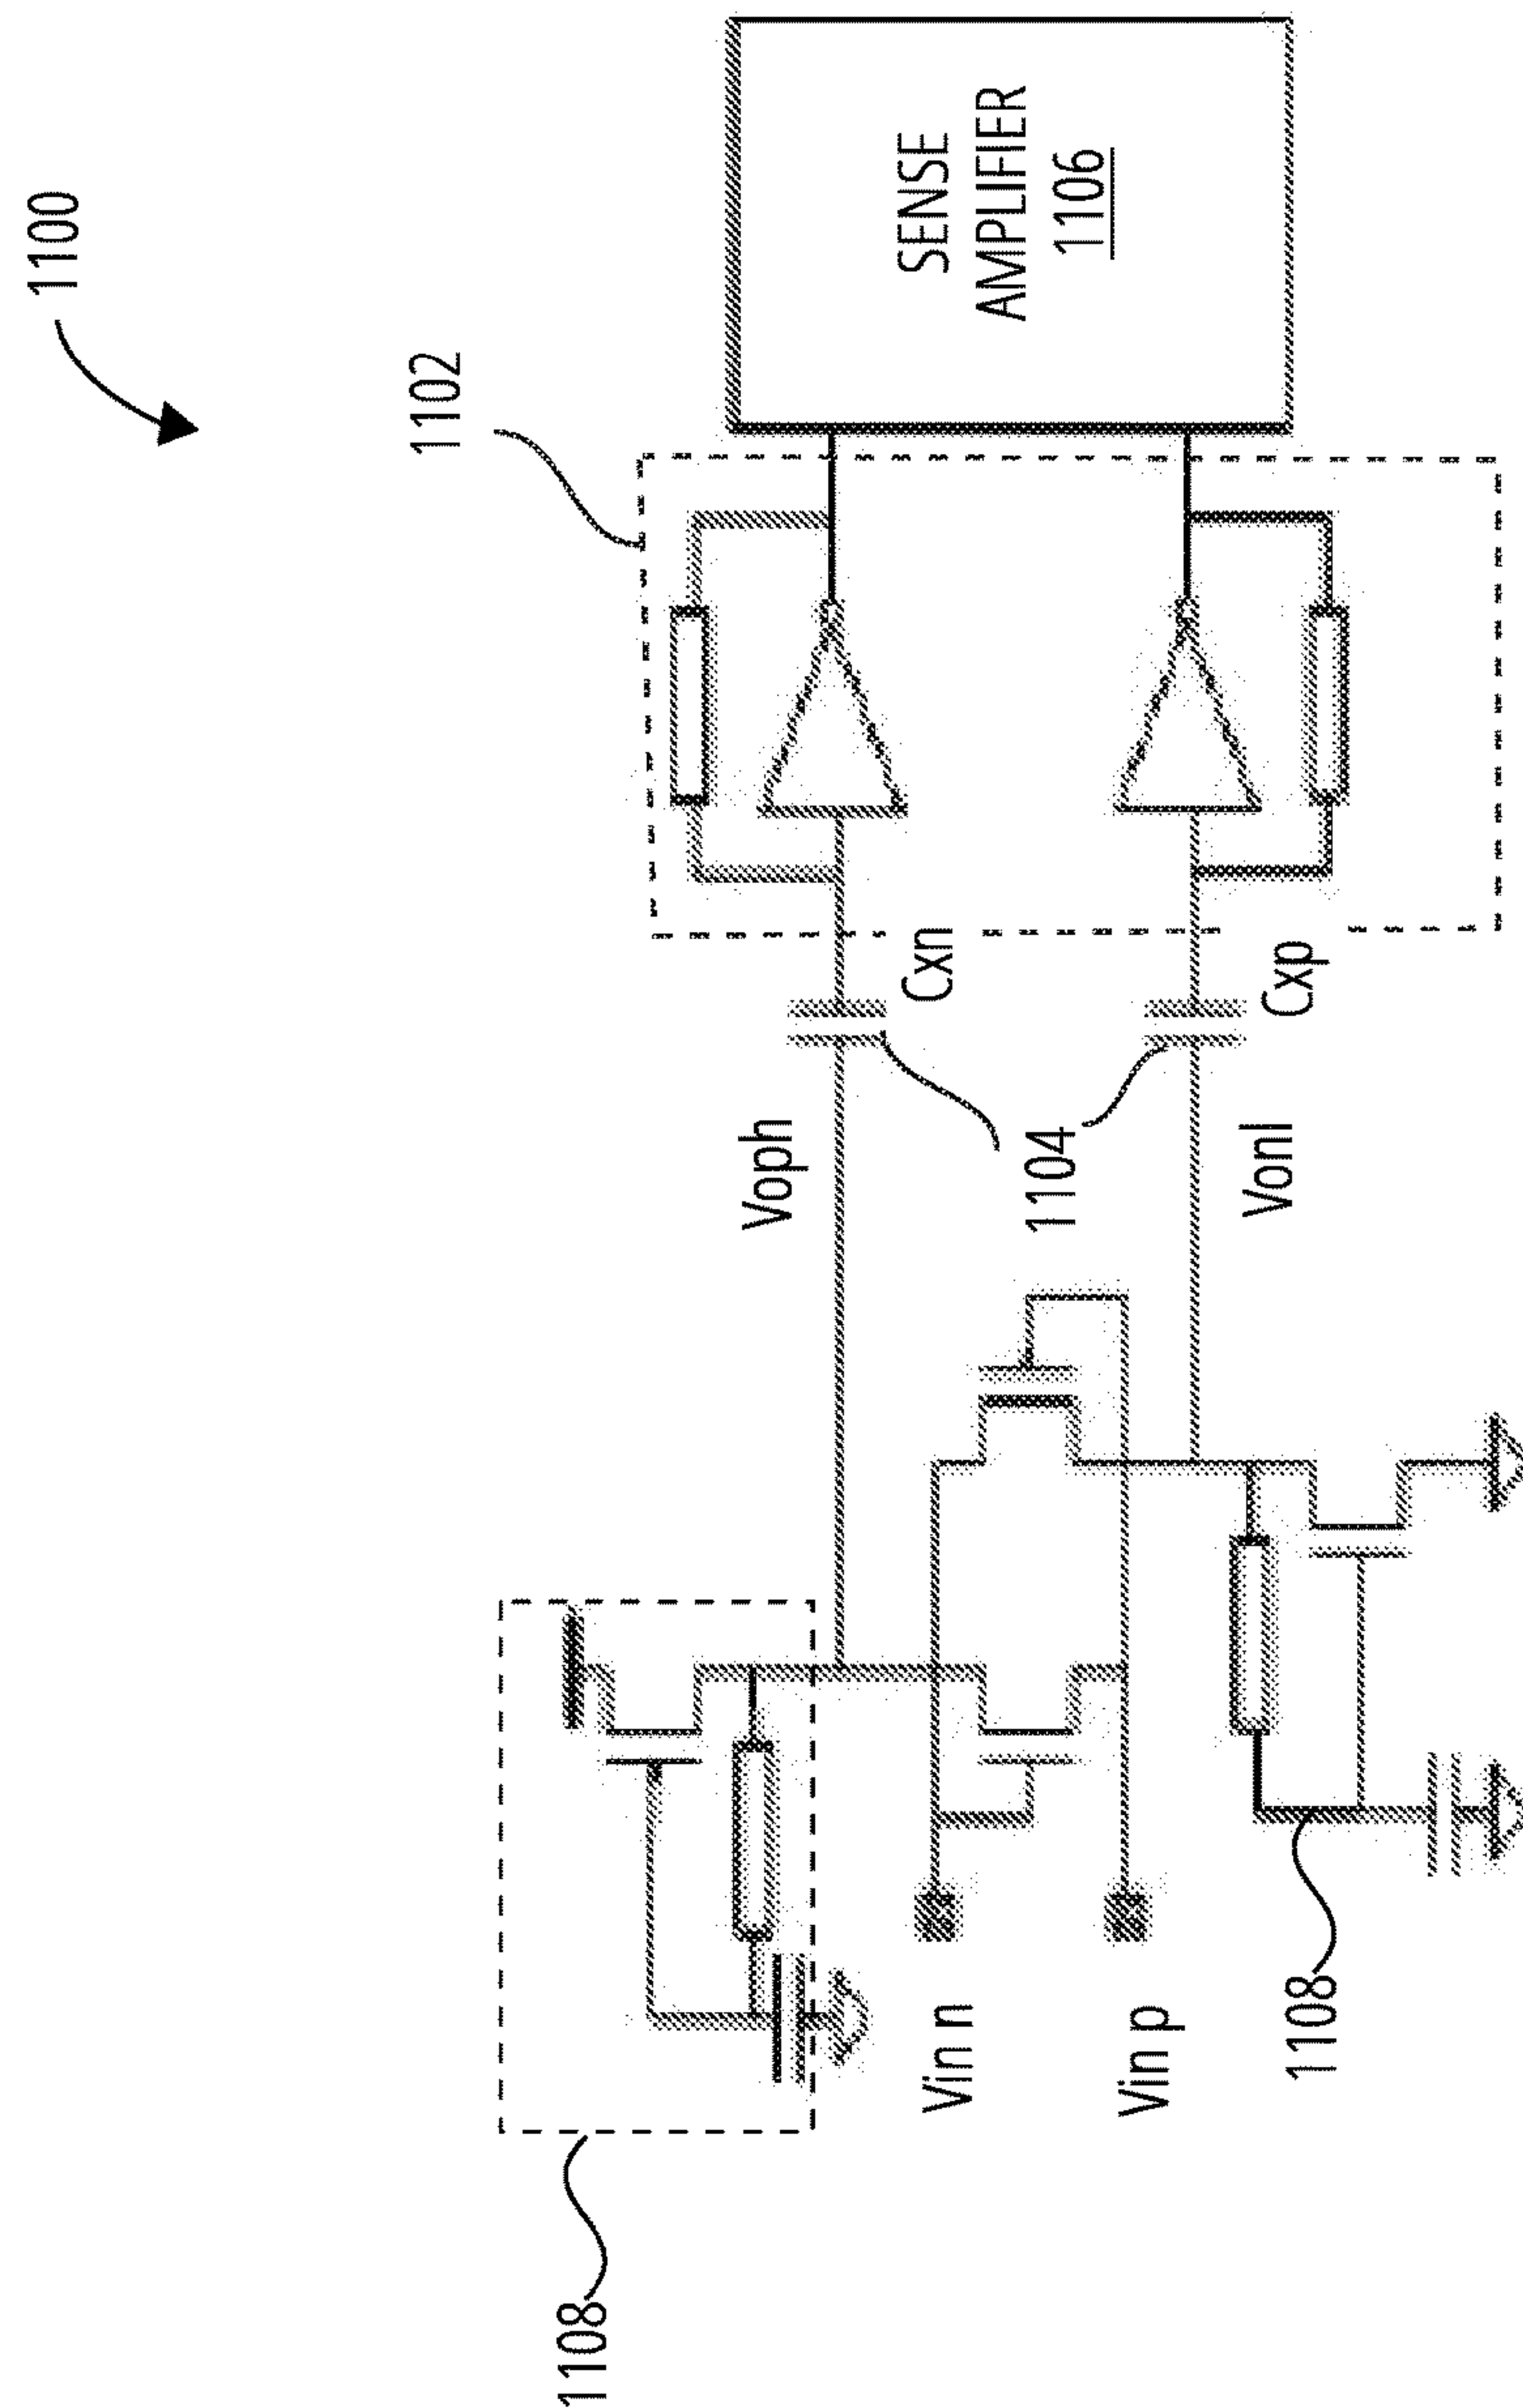 1100
1102
SENSE
AMPLIFIER
1106
Cxn
Cxp
Voph
1104
Vonl
Vin n
Vin p
1108
1108